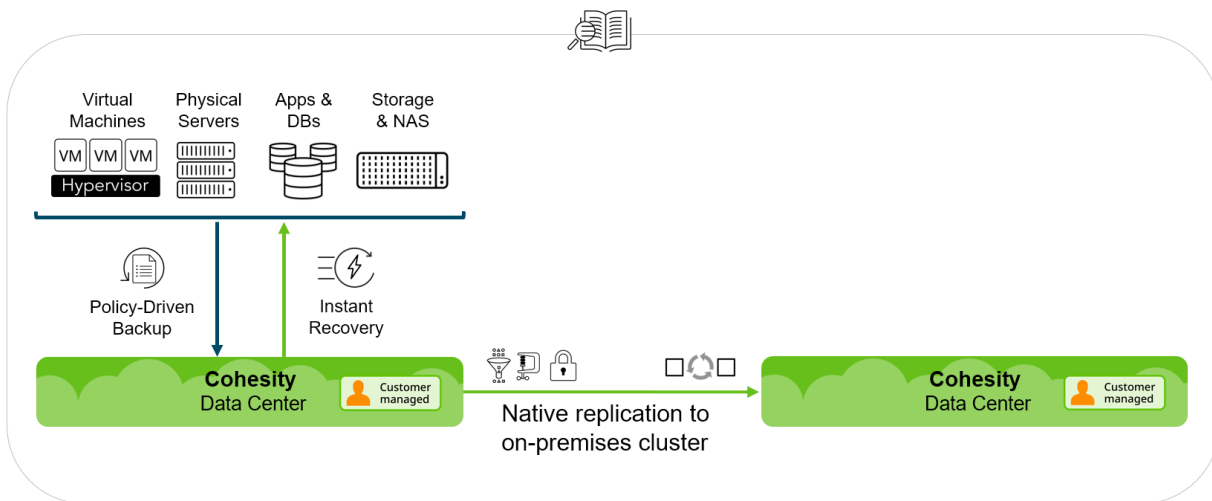 Virtual
Machines
Physical
Servers
Apps &
DBs
Storage
& NAS
VM VM VM
Hypervisor
Policy-Driven
Backup
Instant
Recovery
Cohesity
Data Center
Customer
managed
Native replication to
on-premises cluster
Cohesity
Data Center
Customer
managed